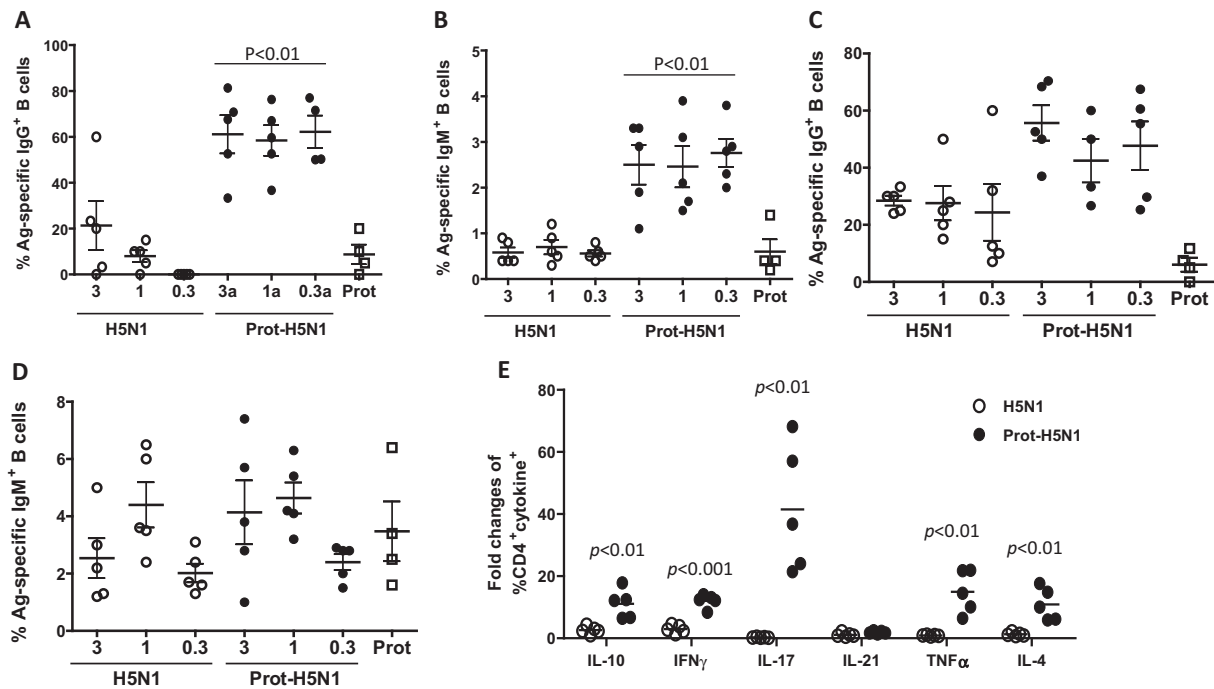 A
% Ag-specific IgG+ B cells
100
80
60
40
20
0
P<0.01
3 1 0.3 3a 1a 0.3a Prot
H5N1 Prot-H5N1
B
% Ag-specific IgM+ B cells
5
4
3
2
1
0
P<0.01
3 1 0.3 3 1 0.3 Prot
H5N1 Prot-H5N1
C
% Ag-specific IgG+ B cells
80
60
40
20
0
3 1 0.3 3 1 0.3 Prot
H5N1 Prot-H5N1
D
% Ag-specific IgM+ B cells
8
6
4
2
0
3 1 0.3 3 1 0.3 Prot
H5N1 Prot-H5N1
E
Fold changes of
%CD4+cytokine+
80
60
40
20
0
p<0.01
H5N1
Prot-H5N1
p<0.01
p<0.001
p<0.01
p<0.01
IL-10 IFNγ IL-17 IL-21 TNFα IL-4